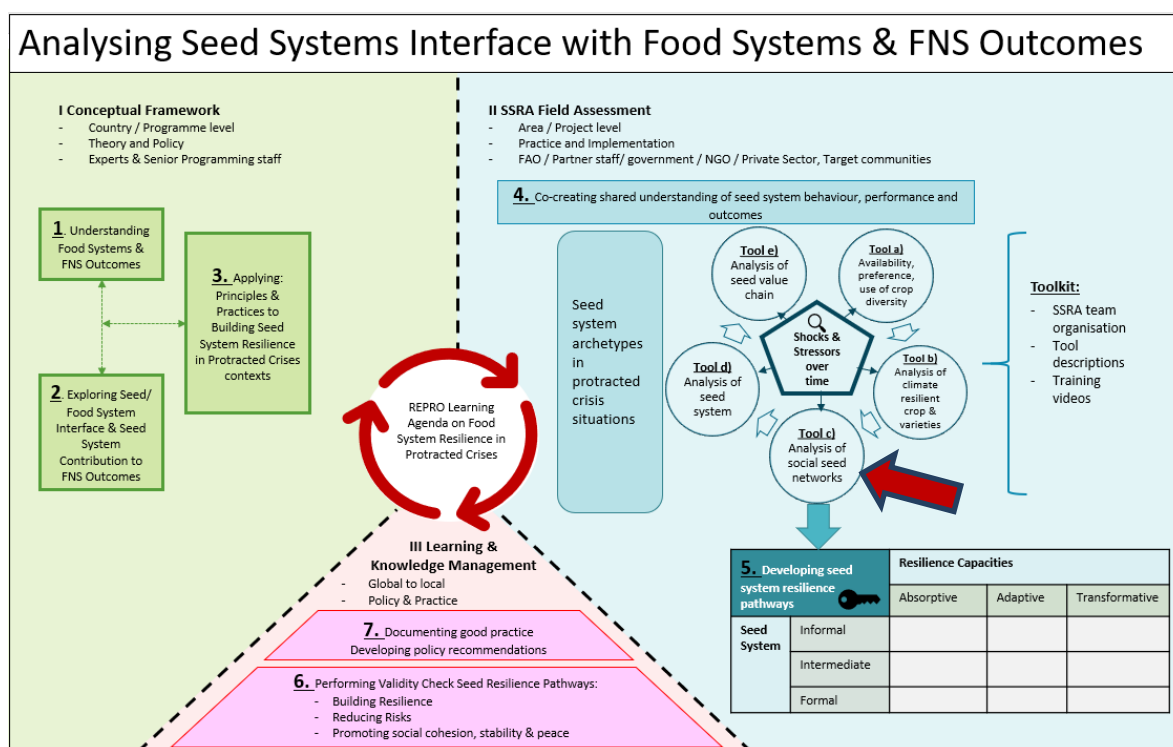 Analysing Seed Systems Interface with Food Systems & FNS Outcomes
I Conceptual Framework
- Country / Programme level
- Theory and Policy
- Experts & Senior Programming staff
1. Understanding
Food Systems &
FNS Outcomes
3. Applying:
Principles &
Practices to
Building Seed
System Resilience
in Protracted Crises
contexts
2. Exploring Seed/
Food System
Interface & Seed
System
Contribution to
FNS Outcomes
II SSRA Field Assessment
- Area / Project level
- Practice and Implementation
- FAO / Partner staff/ government / NGO / Private Sector, Target communities
4. Co-creating shared understanding of seed system behaviour, performance and
outcomes
Seed
system
archetypes
in
protracted
crisis
situations
Tool e)
Analysis of
seed value
chain
Tool a)
Availability,
preference,
use of crop
diversity
Shocks &
Stressors
over
time
Tool d)
Analysis of
seed
system
Tool b)
Analysis of
climate
resilient
crop &
varieties
Tool c)
Analysis of
social seed
networks
Toolkit:
- SSRA team
organisation
- Tool
descriptions
- Training
videos
REPRO Learning
Agenda on Food
System Resilience in
Protracted Crises
5. Developing seed
system resilience
pathways
Resilience Capacities
Absorptive
Adaptive
Transformative
Seed
System
Informal
Intermediate
Formal
III Learning &
Knowledge Management
- Global to local
- Policy & Practice
7. Documenting good practice
Developing policy recommendations
6. Performing Validity Check Seed Resilience Pathways:
- Building Resilience
- Reducing Risks
- Promoting social cohesion, stability & peace